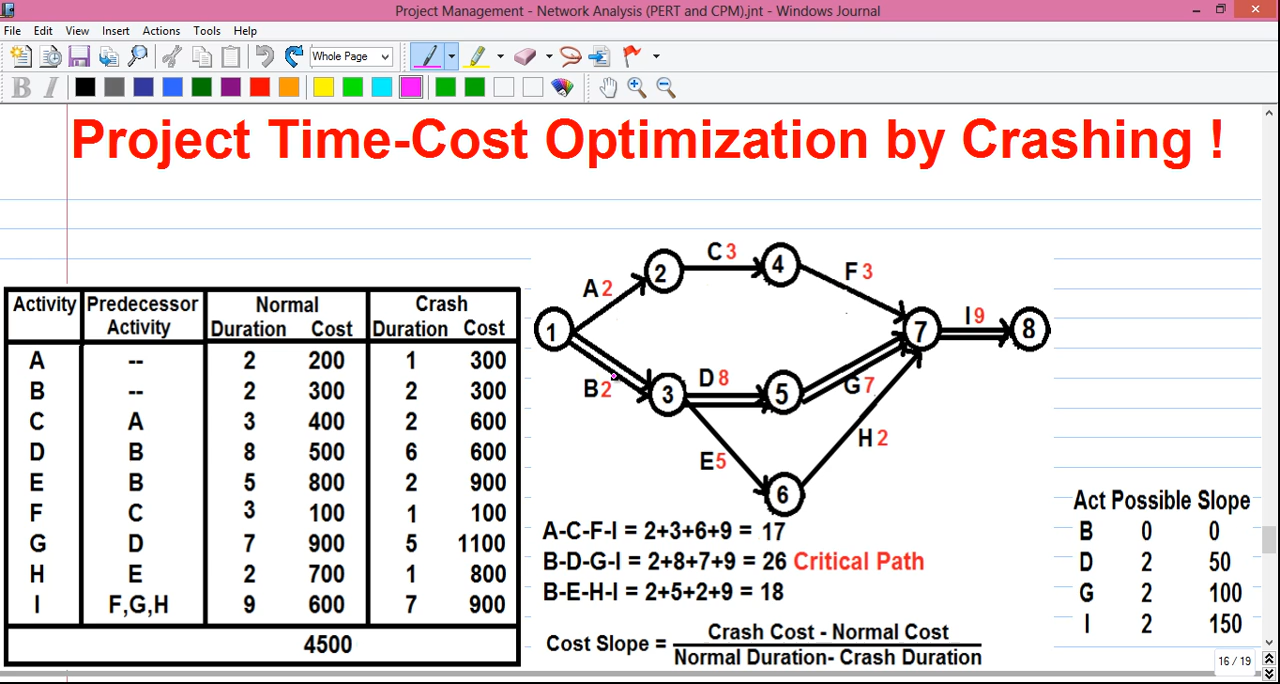 Project Management - Network Analysis (PERT and CPM).jnt - Windows Journal
File Edit View Insert Actions Tools Help
Whole Page
B I
Project Time-Cost Optimization by Crashing !
Activity Predecessor Activity Normal Duration Cost Crash Duration Cost
A -- 2 200 1 300
B -- 2 300 2 300
C A 3 400 2 600
D B 8 500 6 600
E B 5 800 2 900
F C 3 100 1 100
G D 7 900 5 1100
H E 2 700 1 800
I F,G,H 9 600 7 900
4500
C 3
2
4
A 2
F 3
1
I 9
7
8
B 2
D 8
3
5
G 7
H 2
E 5
6
A-C-F-I = 2+3+6+9 = 17
B-D-G-I = 2+8+7+9 = 26 Critical Path
B-E-H-I = 2+5+2+9 = 18
Cost Slope = Crash Cost - Normal Cost
Normal Duration- Crash Duration
Act Possible Slope
B 0 0
D 2 50
G 2 100
I 2 150
16 / 19